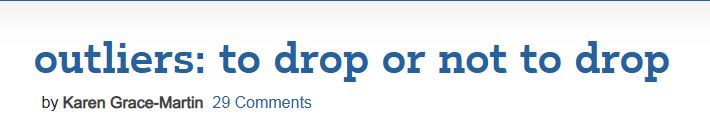 outliers: to drop or not to drop
by Karen Grace-Martin 29 Comments